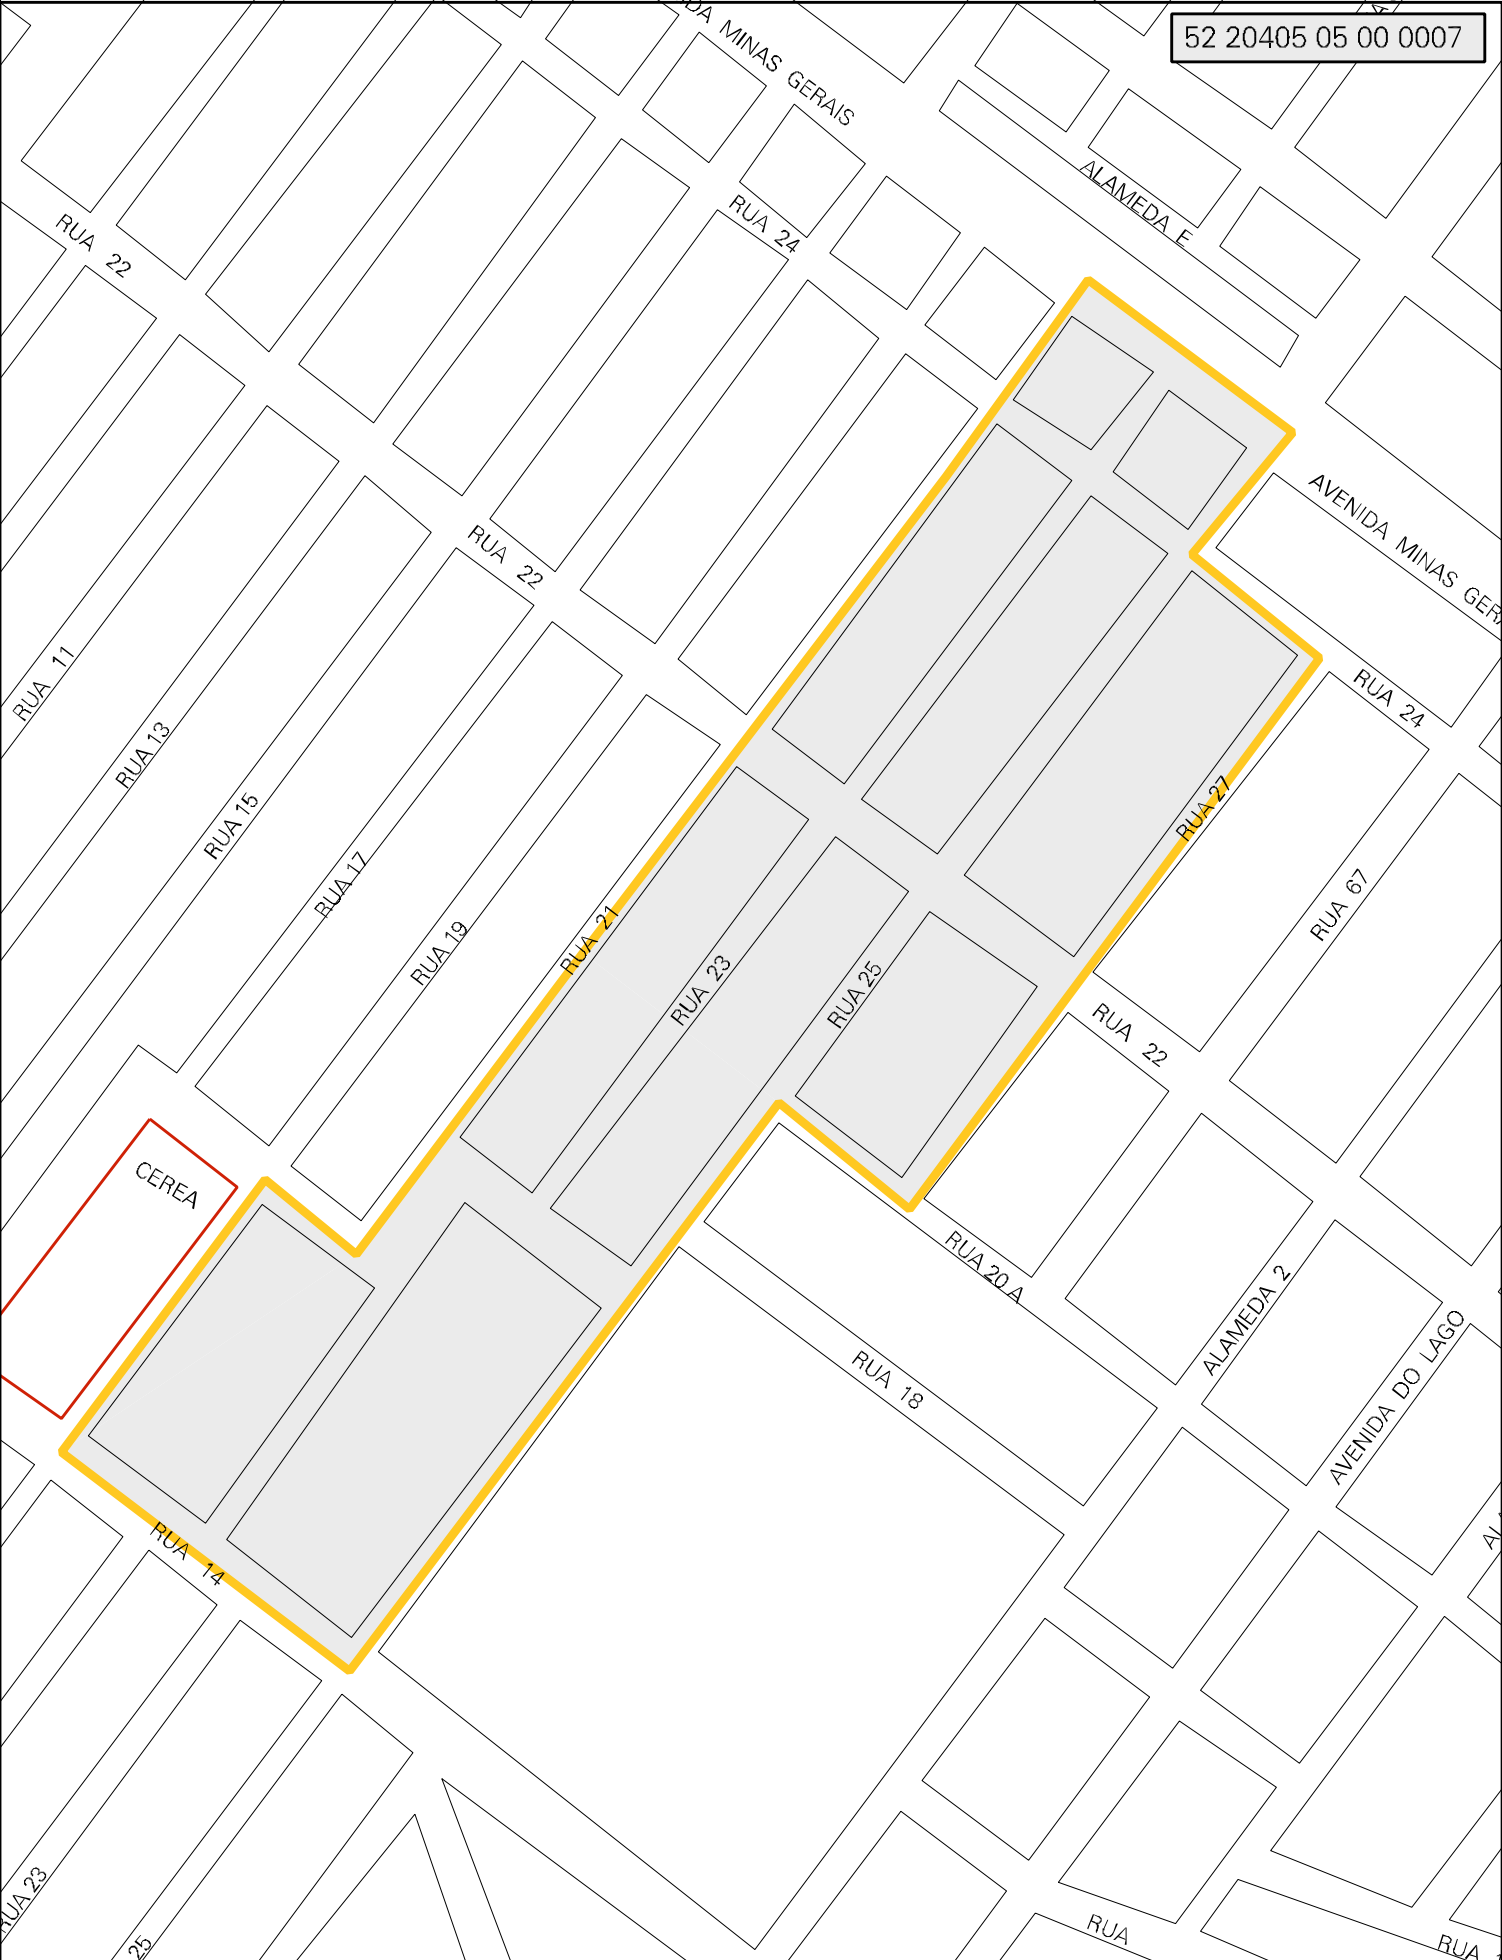 52 20405 05 00 0007
MINAS GERAIS
ALAMEDA E
RUA 24
RUA 22
AVENIDA MINAS
RUA 22
RUA 11
RUA 24
RUA 13
RUA 15
RUA 27
RUA 17
RUA 67
RUA 19
RUA 21
RUA 23
RUA 25
RUA 22
CEREA
RUA 20 A
ALAMEDA 2
RUA 18
AVENIDA DO LAGO
RUA 14
RUA 23
25
RUA
RUA